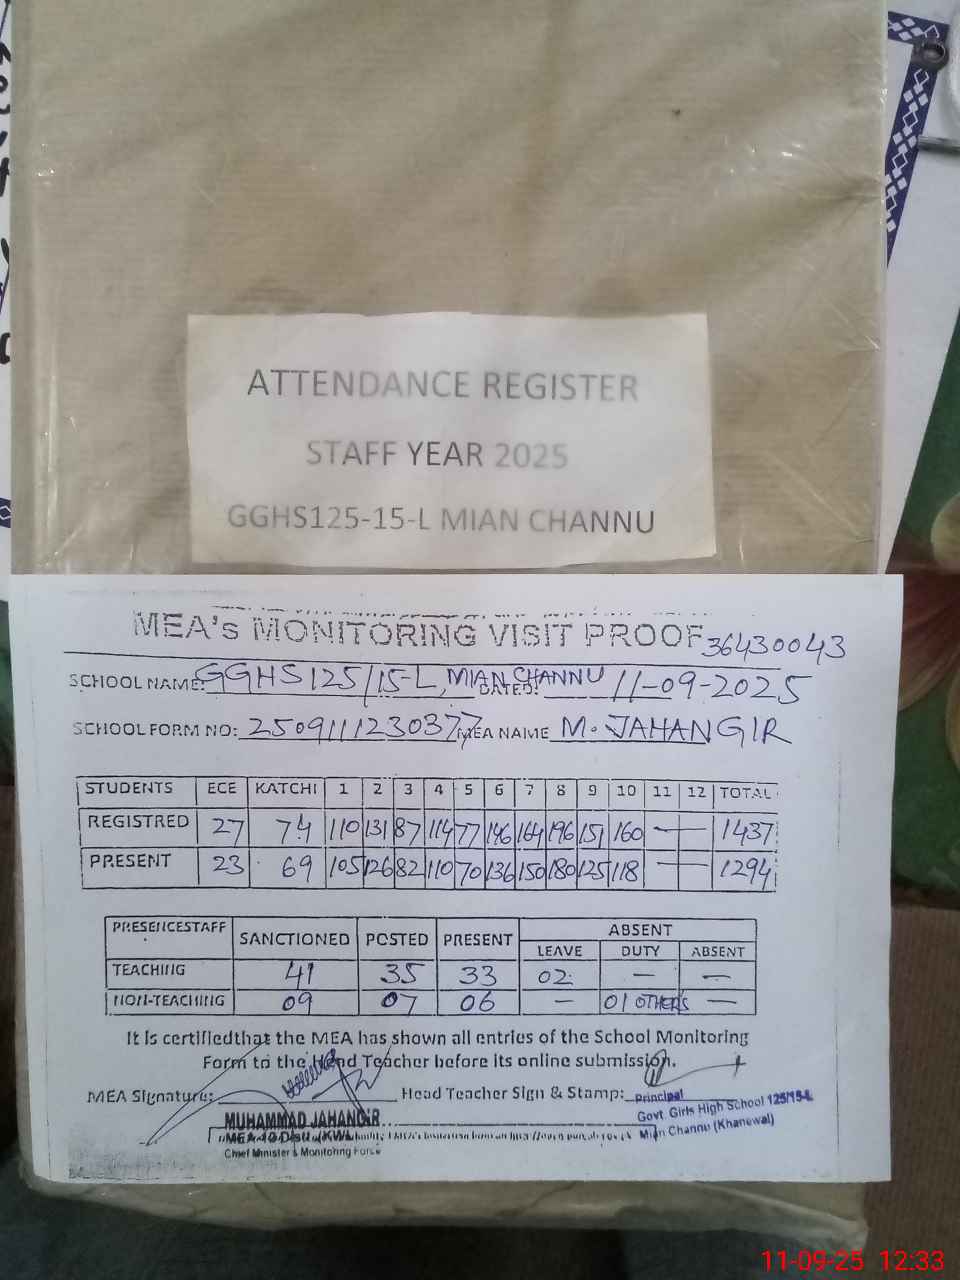 ATTENDANCE REGISTER
STAFF YEAR 2025
GGHS125-15-L MIAN CHANNU
MEA's MONITORING VISIT PROOF 36430043
SCHOOL NAME: GGHS 125/15-L, MIAN CHANNU DATED: 11-09-2025
SCHOOL FORM NO: 2509111230377 MEA NAME M. JAHANGIR
STUDENTS ECE KATCHI 1 2 3 4 5 6 7 8 9 10 11 12 TOTAL
REGISTRED 27 74 110 131 87 114 77 146 164 196 151 160 — — 1437
PRESENT 23 69 105 126 82 110 70 136 150 180 125 118 — — 1294
PRESENCESTAFF SANCTIONED POSTED PRESENT ABSENT
LEAVE DUTY ABSENT
TEACHING 41 35 33 02 — —
NON-TEACHING 09 07 06 — 01 OTHERS —
It is certifiedthat the MEA has shown all entries of the School Monitoring
Form to the Head Teacher before its online submission.
MEA Signature: Head Teacher Sign & Stamp:
Principal
Govt. Girls High School 125/15-L
Mian Channu (Khanewal)
MUHAMMAD JAHANGIR
MEA-10 Distt. (KWL
Chief Minister's Monitoring Force
11-09-25 12:33